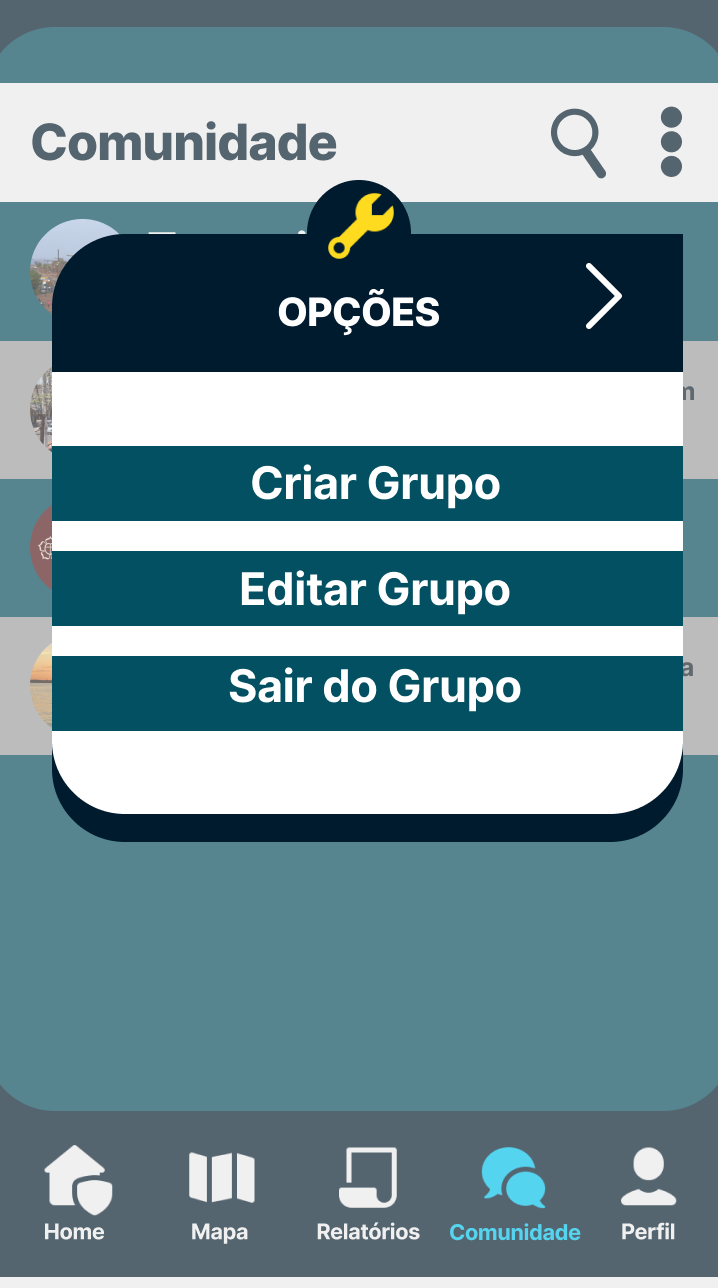 Comunidade
OPÇÕES
Criar Grupo
Editar Grupo
Sair do Grupo
Home
Mapa
Relatórios
Comunidade
Perfil